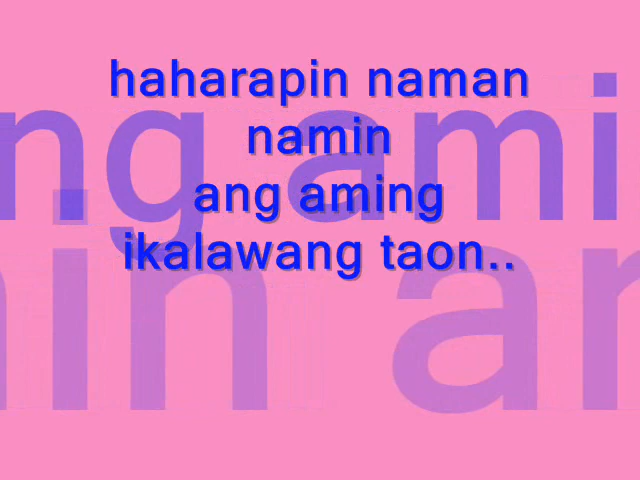 haharapin naman
namin
ang aming
ikalawang taon..